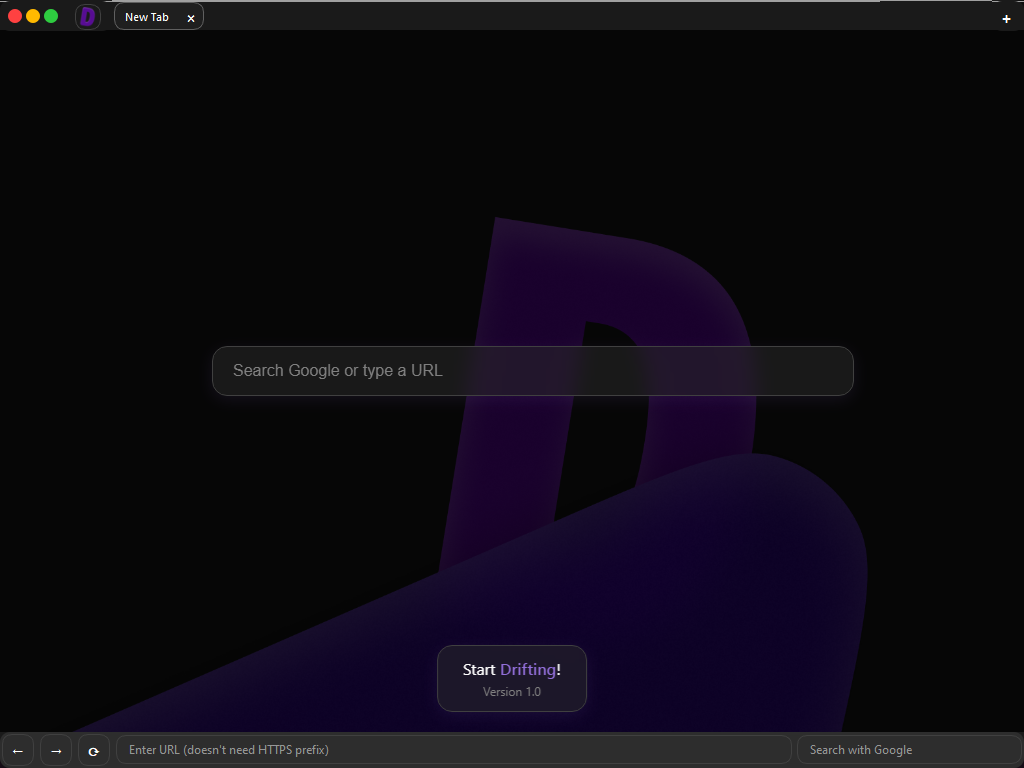 D
New Tab ×
+
D
Search Google or type a URL
Start Drifting!
Version 1.0
← → ⟳ Enter URL (doesn't need HTTPS prefix) Search with Google